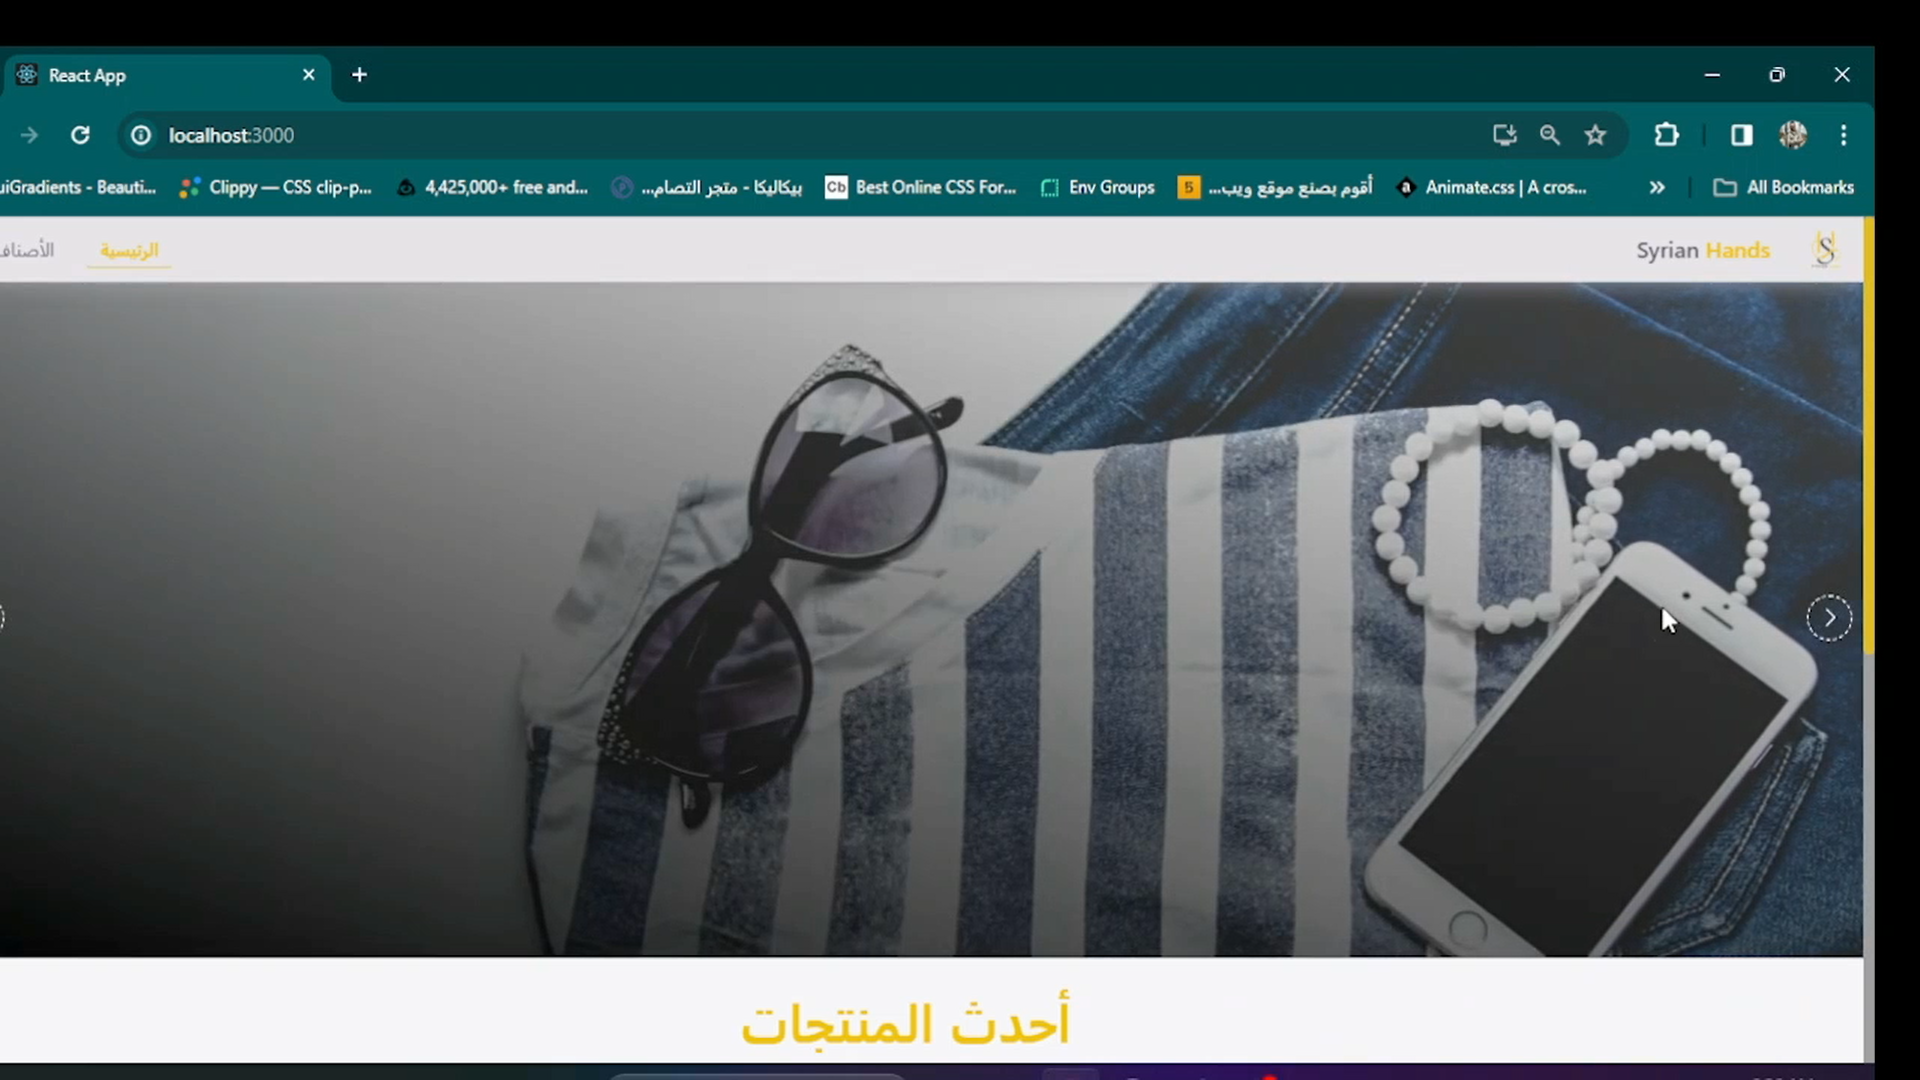 React App
localhost:3000
uiGradients - Beauti...
Clippy — CSS clip-p...
4,425,000+ free and...
بيكاليكا - متجر التصام...
Best Online CSS For...
Env Groups
أقوم بصنع موقع ويب...
Animate.css | A cros...
All Bookmarks
Syrian Hands
الرئيسية
الأصناف
أحدث المنتجات